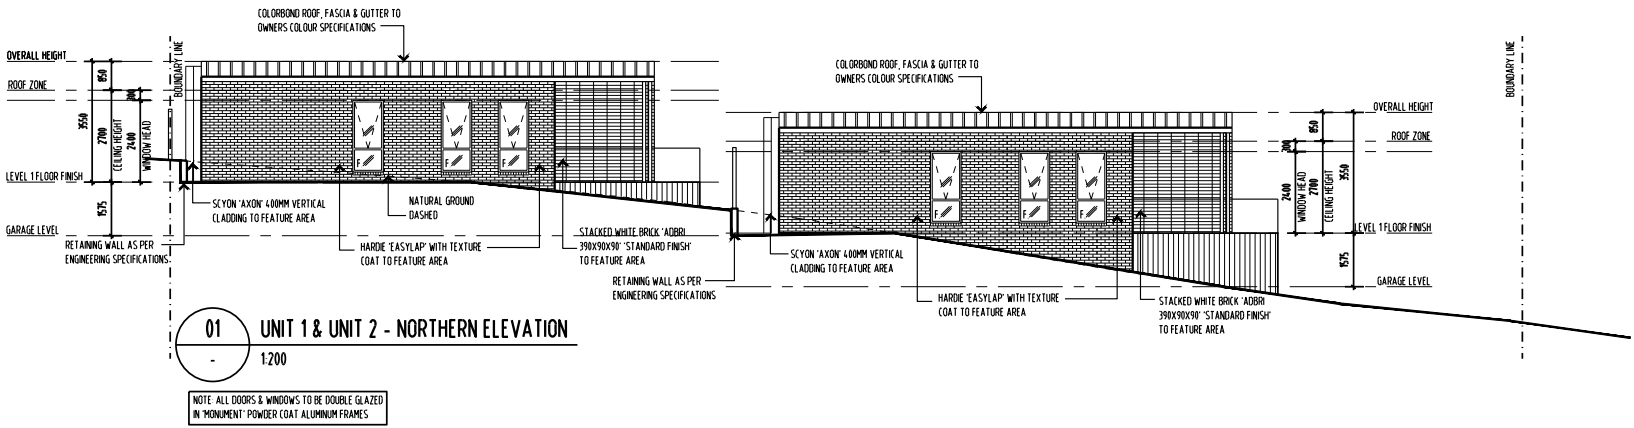 COLORBOND ROOF, FASCIA & GUTTER TO
OWNERS COLOUR SPECIFICATIONS
BOUNDARY LINE
OVERALL HEIGHT
ROOF ZONE
850
300
3550
2700
CEILING HEIGHT
2400
WINDOW HEAD
LEVEL 1 FLOOR FINISH
1575
GARAGE LEVEL
F
F
F
SCYON 'AXON' 400MM VERTICAL
CLADDING TO FEATURE AREA
NATURAL GROUND
DASHED
RETAINING WALL AS PER
ENGINEERING SPECIFICATIONS
HARDIE 'EASYLAP' WITH TEXTURE
COAT TO FEATURE AREA
STACKED WHITE BRICK 'ADBRI
390X90X90' 'STANDARD FINISH'
TO FEATURE AREA
COLORBOND ROOF, FASCIA & GUTTER TO
OWNERS COLOUR SPECIFICATIONS
BOUNDARY LINE
OVERALL HEIGHT
ROOF ZONE
850
300
2400
WINDOW HEAD
2700
CEILING HEIGHT
3550
LEVEL 1 FLOOR FINISH
1575
GARAGE LEVEL
F
F
F
SCYON 'AXON' 400MM VERTICAL
CLADDING TO FEATURE AREA
RETAINING WALL AS PER
ENGINEERING SPECIFICATIONS
HARDIE 'EASYLAP' WITH TEXTURE
COAT TO FEATURE AREA
STACKED WHITE BRICK 'ADBRI
390X90X90' 'STANDARD FINISH'
TO FEATURE AREA
01
-
UNIT 1 & UNIT 2 - NORTHERN ELEVATION
1:200
NOTE: ALL DOORS & WINDOWS TO BE DOUBLE GLAZED
IN 'MONUMENT' POWDER COAT ALUMINUM FRAMES